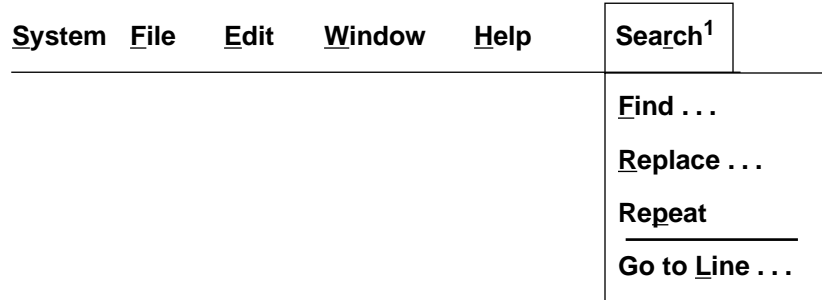 System File Edit Window Help Search¹
Find . . .
Replace . . .
Repeat
Go to Line . . .